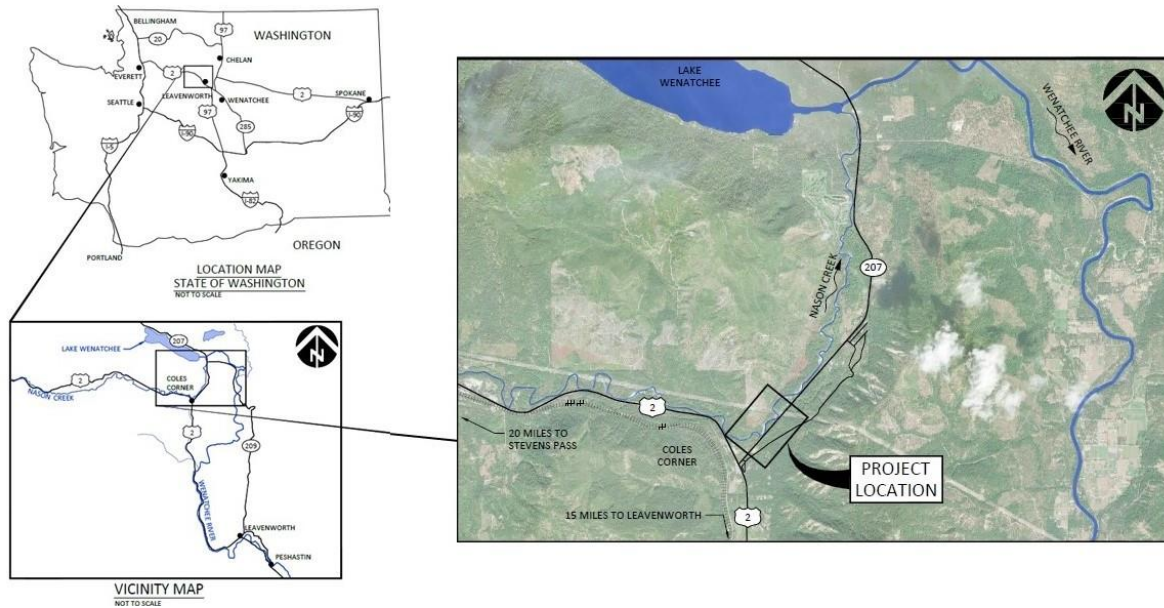 BELLINGHAM
97
WASHINGTON
20
CHELAN
EVERETT
2
LEAVENWORTH
WENATCHEE
2
SPOKANE
SEATTLE
97
285
I-90
I-90
I-5
YAKIMA
I-82
OREGON
PORTLAND
LOCATION MAP
STATE OF WASHINGTON
NOT TO SCALE
207
N
LAKE WENATCHEE
2
COLES
CORNER
NASON CREEK
2
209
WENATCHEE RIVER
LEAVENWORTH
PESHASTIN
VICINITY MAP
NOT TO SCALE
LAKE
WENATCHEE
N
WENATCHEE
RIVER
207
NASON CREEK
2
20 MILES TO
STEVENS PASS
COLES
CORNER
PROJECT
LOCATION
15 MILES TO LEAVENWORTH
2